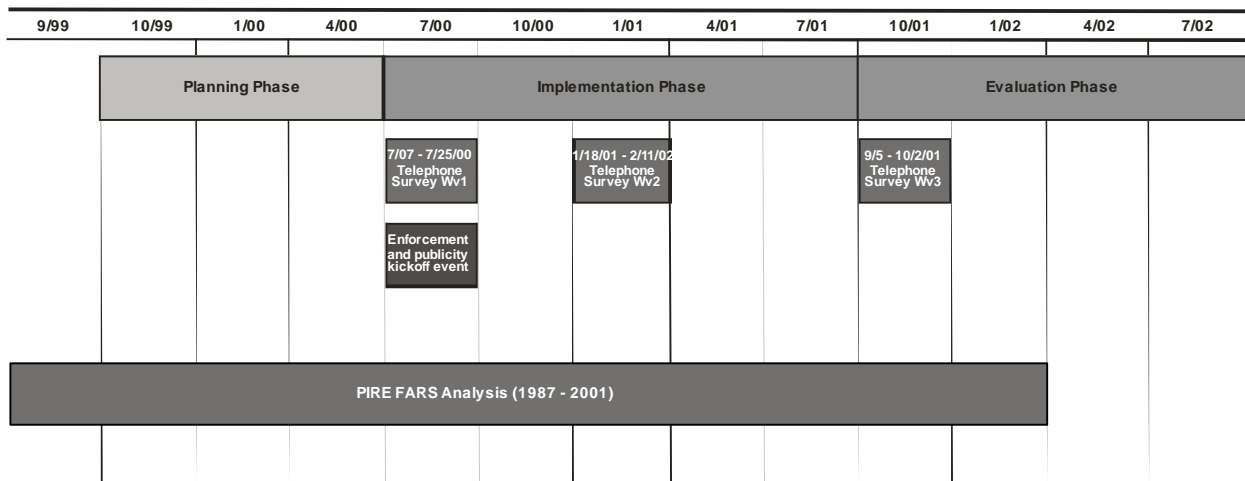 9/99 10/99 1/00 4/00 7/00 10/00 1/01 4/01 7/01 10/01 1/02 4/02 7/02
Planning Phase
Implementation Phase
Evaluation Phase
7/07 - 7/25/00
Telephone
Survey Wv1
1/18/01 - 2/11/02
Telephone
Survey Wv2
9/5 - 10/2/01
Telephone
Survey Wv3
Enforcement
and publicity
kickoff event
PIRE FARS Analysis (1987 - 2001)